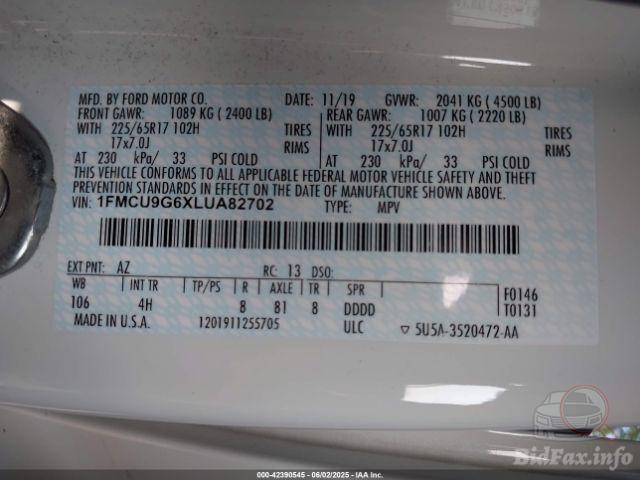 MFD. BY FORD MOTOR CO. DATE: 11/19 GVWR: 2041 KG ( 4500 LB)
FRONT GAWR: 1089 KG ( 2400 LB) REAR GAWR: 1007 KG ( 2220 LB)
WITH 225/65R17 102H TIRES WITH 225/65R17 102H TIRES
17x7.0J RIMS 17x7.0J RIMS
AT 230 kPa/ 33 PSI COLD AT 230 kPa/ 33 PSI COLD
THIS VEHICLE CONFORMS TO ALL APPLICABLE FEDERAL MOTOR VEHICLE SAFETY AND THEFT
PREVENTION STANDARDS IN EFFECT ON THE DATE OF MANUFACTURE SHOWN ABOVE.
VIN: 1FMCU9G6XLUA82702 TYPE: MPV
EXT PNT: AZ RC: 13 DSO:
WB INT TR TP/PS R AXLE TR SPR F0146
106 4H 8 81 8 DDDD T0131
MADE IN U.S.A. 1201911255705 ULC ▽ 5U5A-3520472-AA
BidFax.info
000-42390545 - 06/02/2025 - IAA Inc.